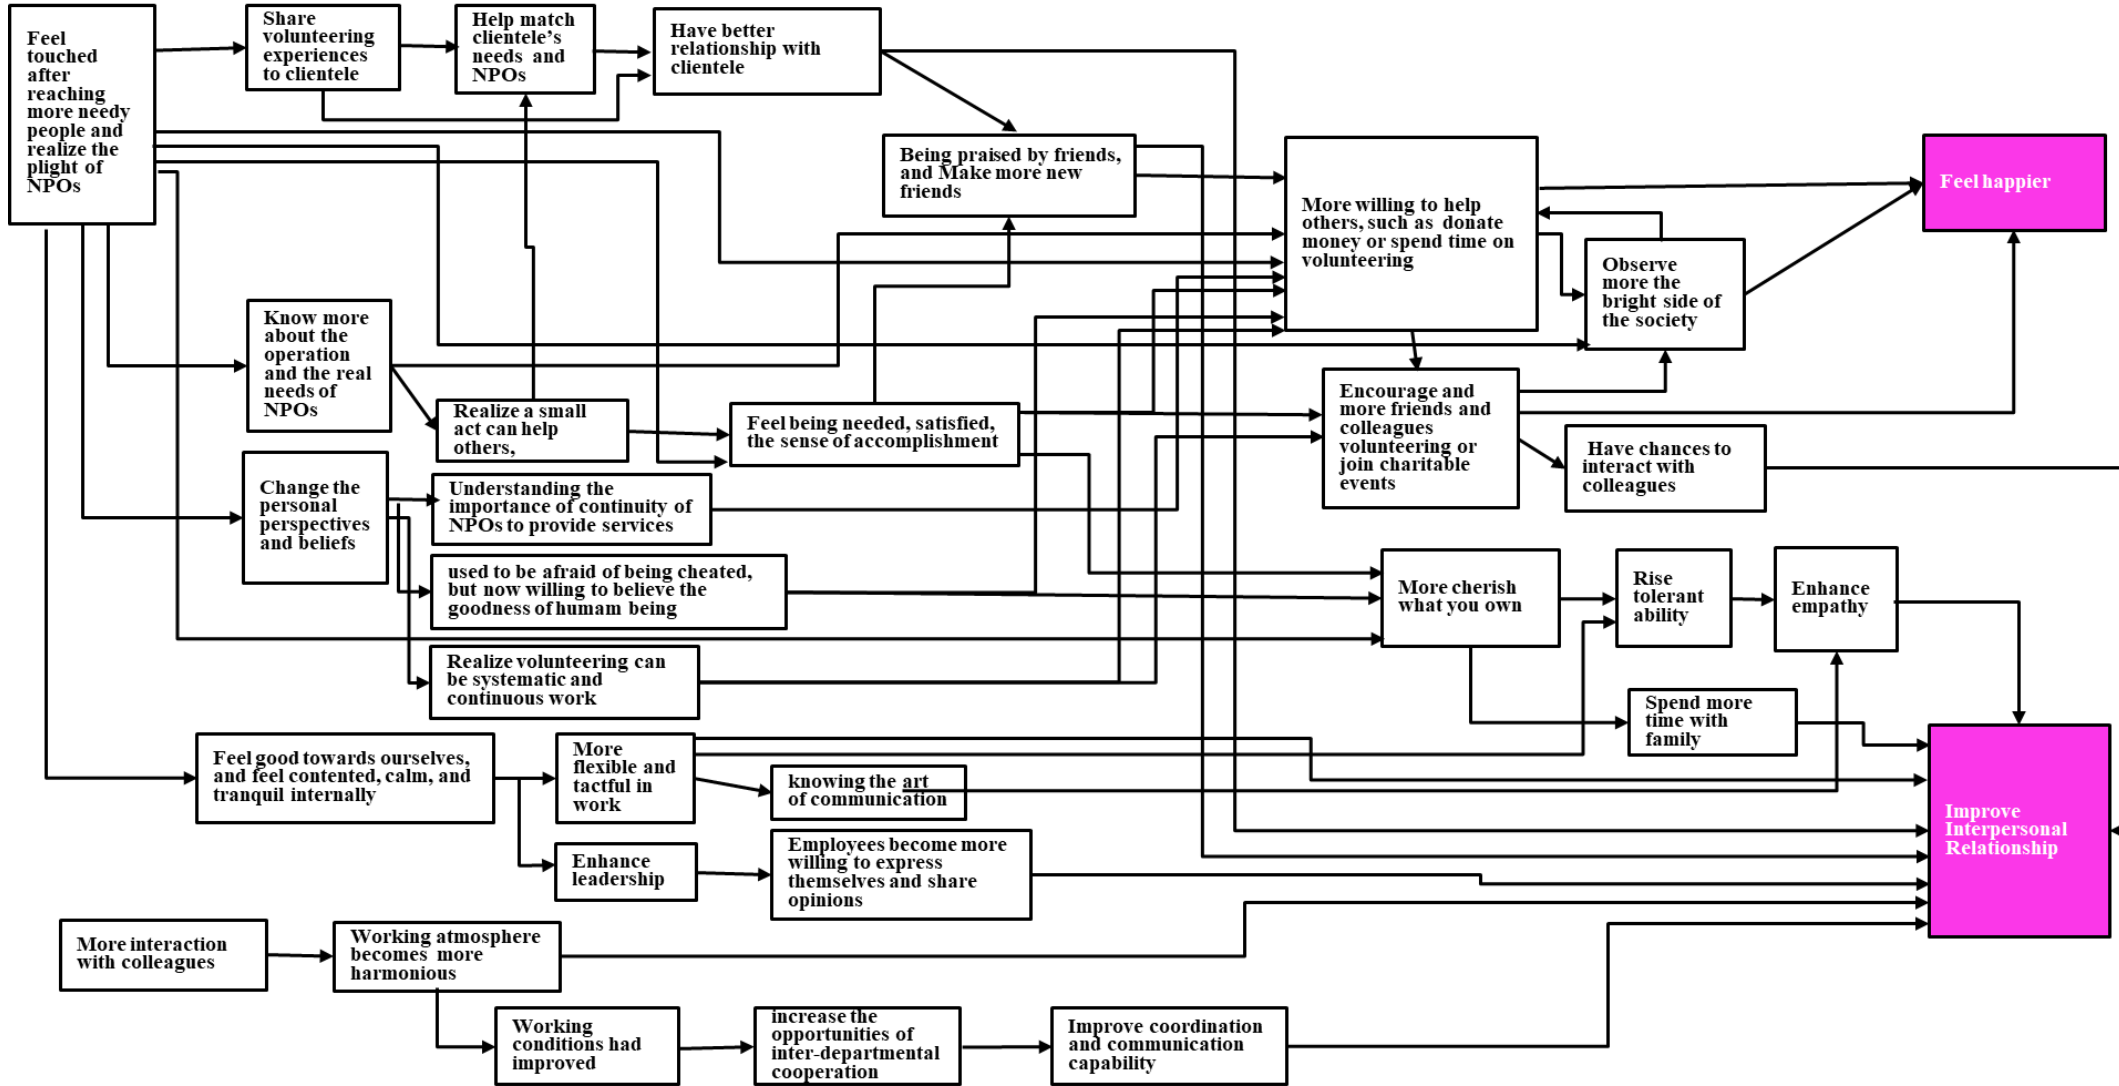 Feel
touched
after
reaching
more needy
people and
realize the
plight of
NPOs
Share
volunteering
experiences
to clientele
Help match
clientele's
needs and
NPOs
Have better
relationship with
clientele
Being praised by friends,
and Make more new
friends
More willing to help
others, such as donate
money or spend time on
volunteering
Feel happier
Observe
more the
bright side of
the society
Know more
about the
operation
and the real
needs of
NPOs
Realize a small
act can help
others,
Feel being needed, satisfied,
the sense of accomplishment
Encourage and
more friends and
colleagues
volunteering or
join charitable
events
Have chances to
interact with
colleagues
Change the
personal
perspectives
and beliefs
Understanding the
importance of continuity of
NPOs to provide services
used to be afraid of being cheated,
but now willing to believe the
goodness of humam being
More cherish
what you own
Rise
tolerant
ability
Enhance
empathy
Realize volunteering can
be systematic and
continuous work
Spend more
time with
family
Feel good towards ourselves,
and feel contented, calm, and
tranquil internally
More
flexible and
tactful in
work
knowing the art
of communication
Improve
Interpersonal
Relationship
Enhance
leadership
Employees become more
willing to express
themselves and share
opinions
More interaction
with colleagues
Working atmosphere
becomes more
harmonious
Working
conditions had
improved
increase the
opportunities of
inter-departmental
cooperation
Improve coordination
and communication
capability